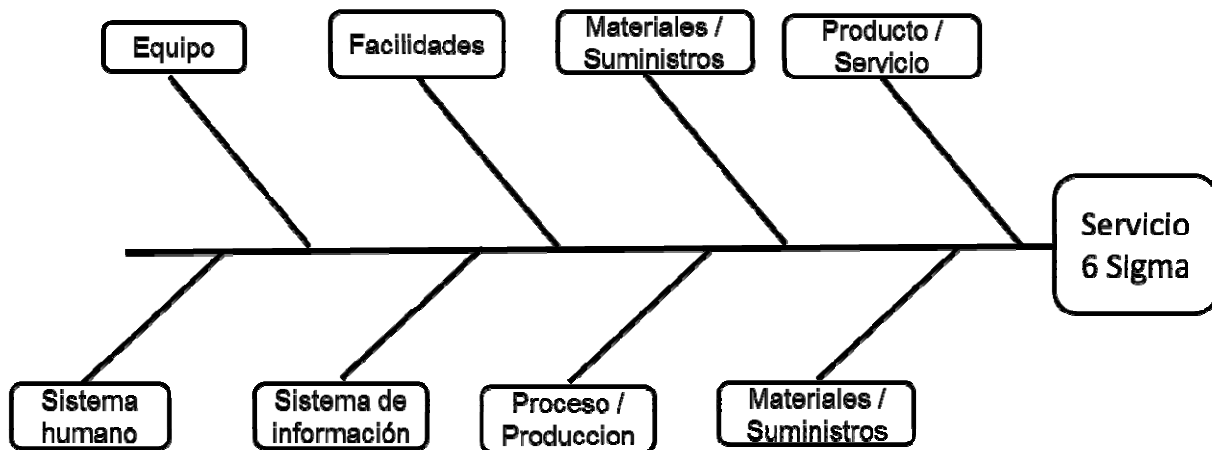 Equipo
Facilidades
Materiales /
Suministros
Producto /
Servicio
Servicio
6 Sigma
Sistema
humano
Sistema de
información
Proceso /
Produccion
Materiales /
Suministros